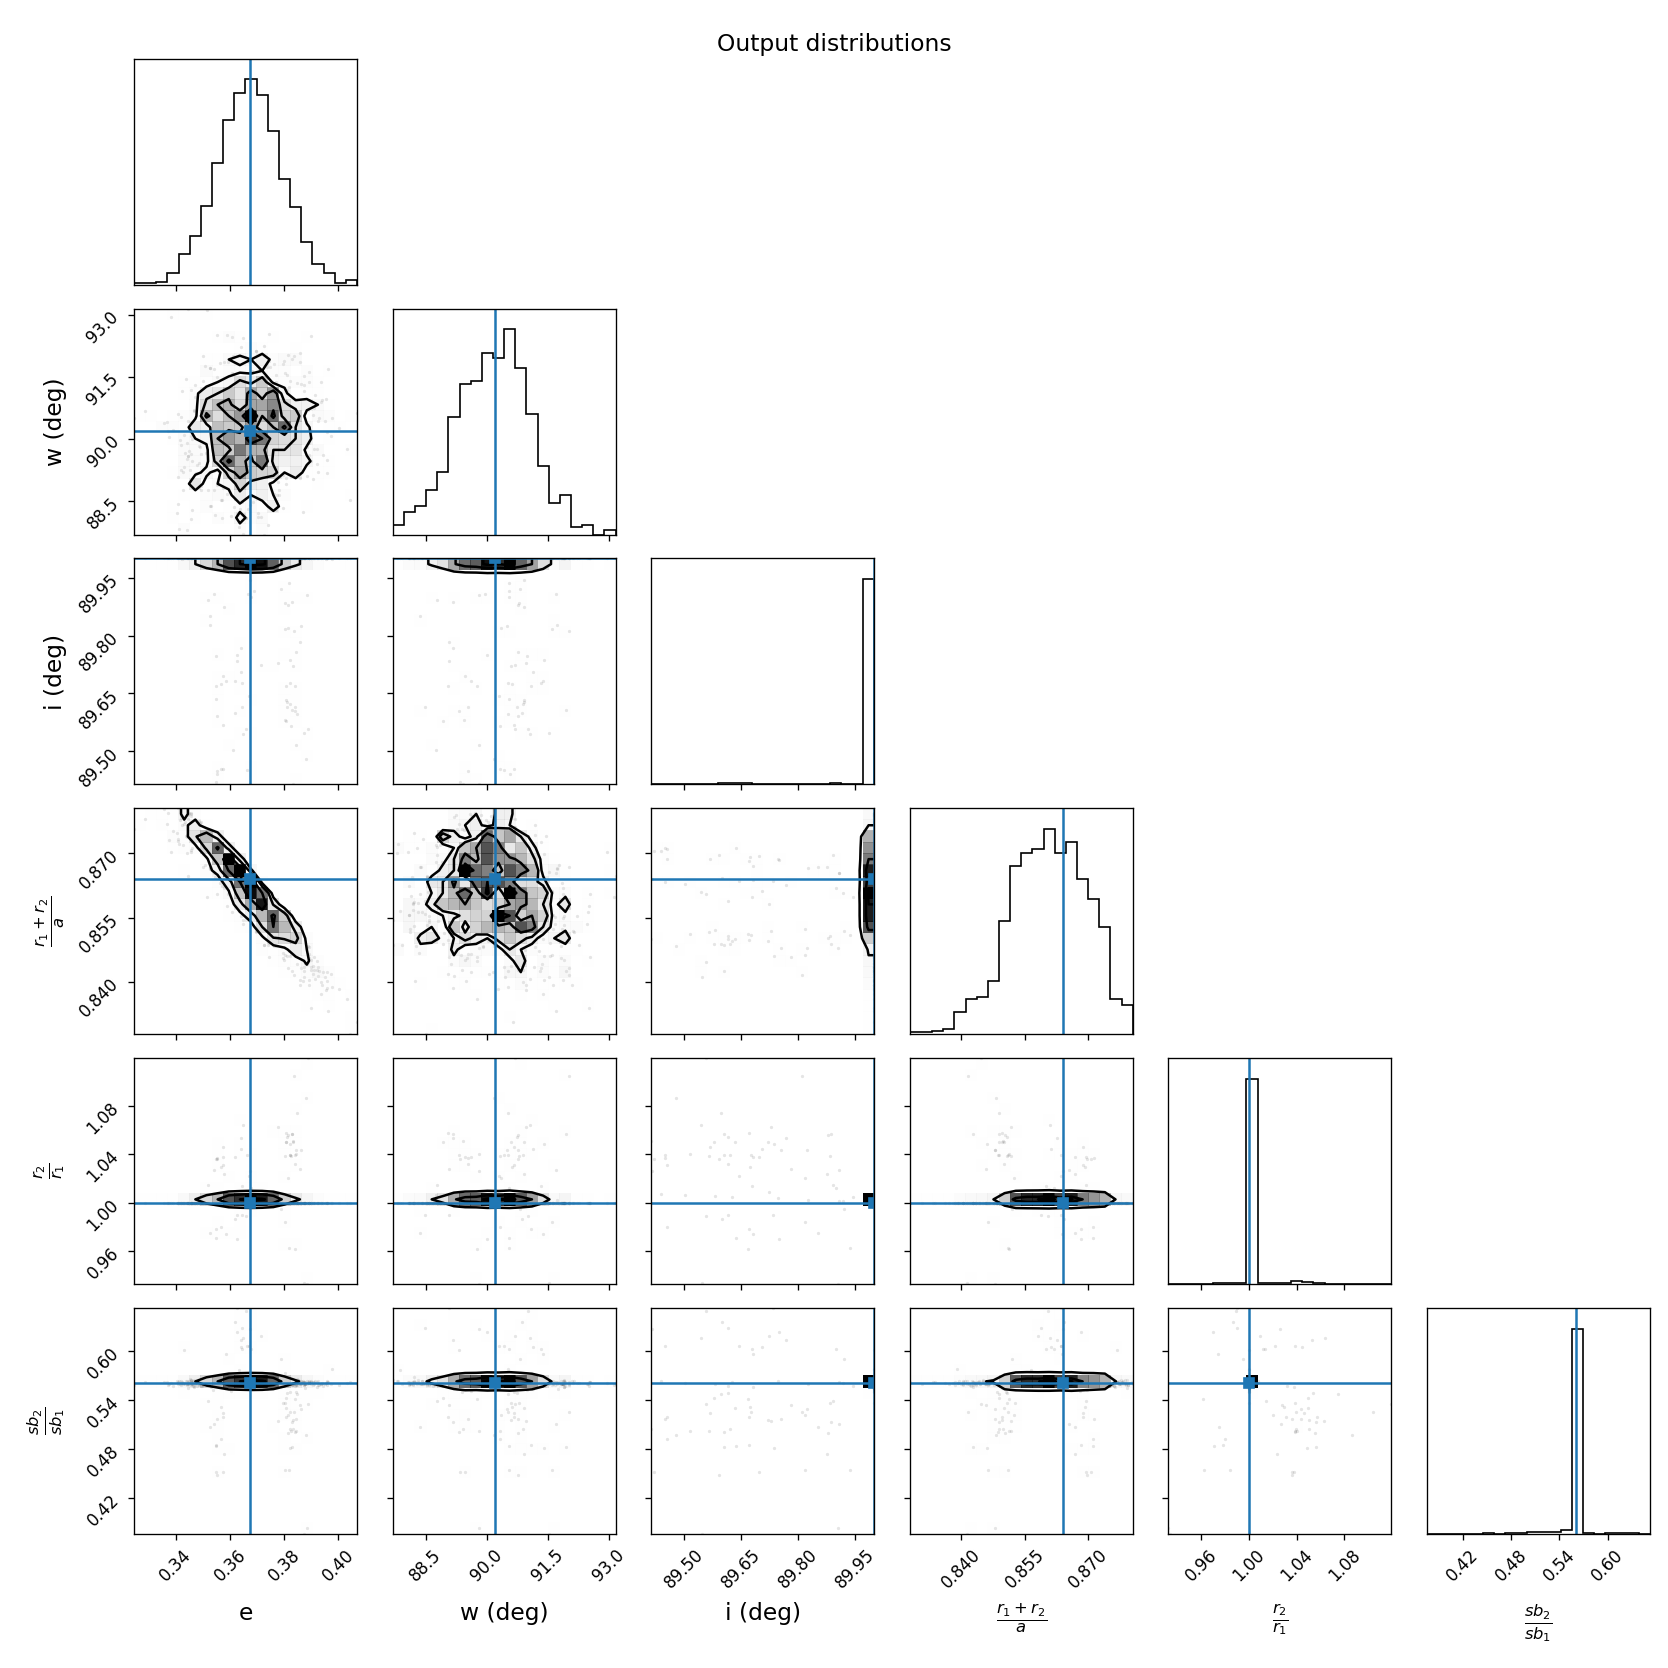 Output distributions
93.0
91.5
90.0
88.5
w (deg)
89.95
89.80
89.65
89.50
i (deg)
0.870
0.855
0.840
r₁ + r₂
a
1.08
1.04
1.00
0.96
r₂
r₁
0.60
0.54
0.48
0.42
sb₂
sb₁
0.34 0.36 0.38 0.40 88.5 90.0 91.5 93.0 89.50 89.65 89.80 89.95 0.840 0.855 0.870 0.96 1.00 1.04 1.08 0.42 0.48 0.54 0.60
e w (deg) i (deg) r₁ + r₂ r₂ sb₂
a r₁ sb₁